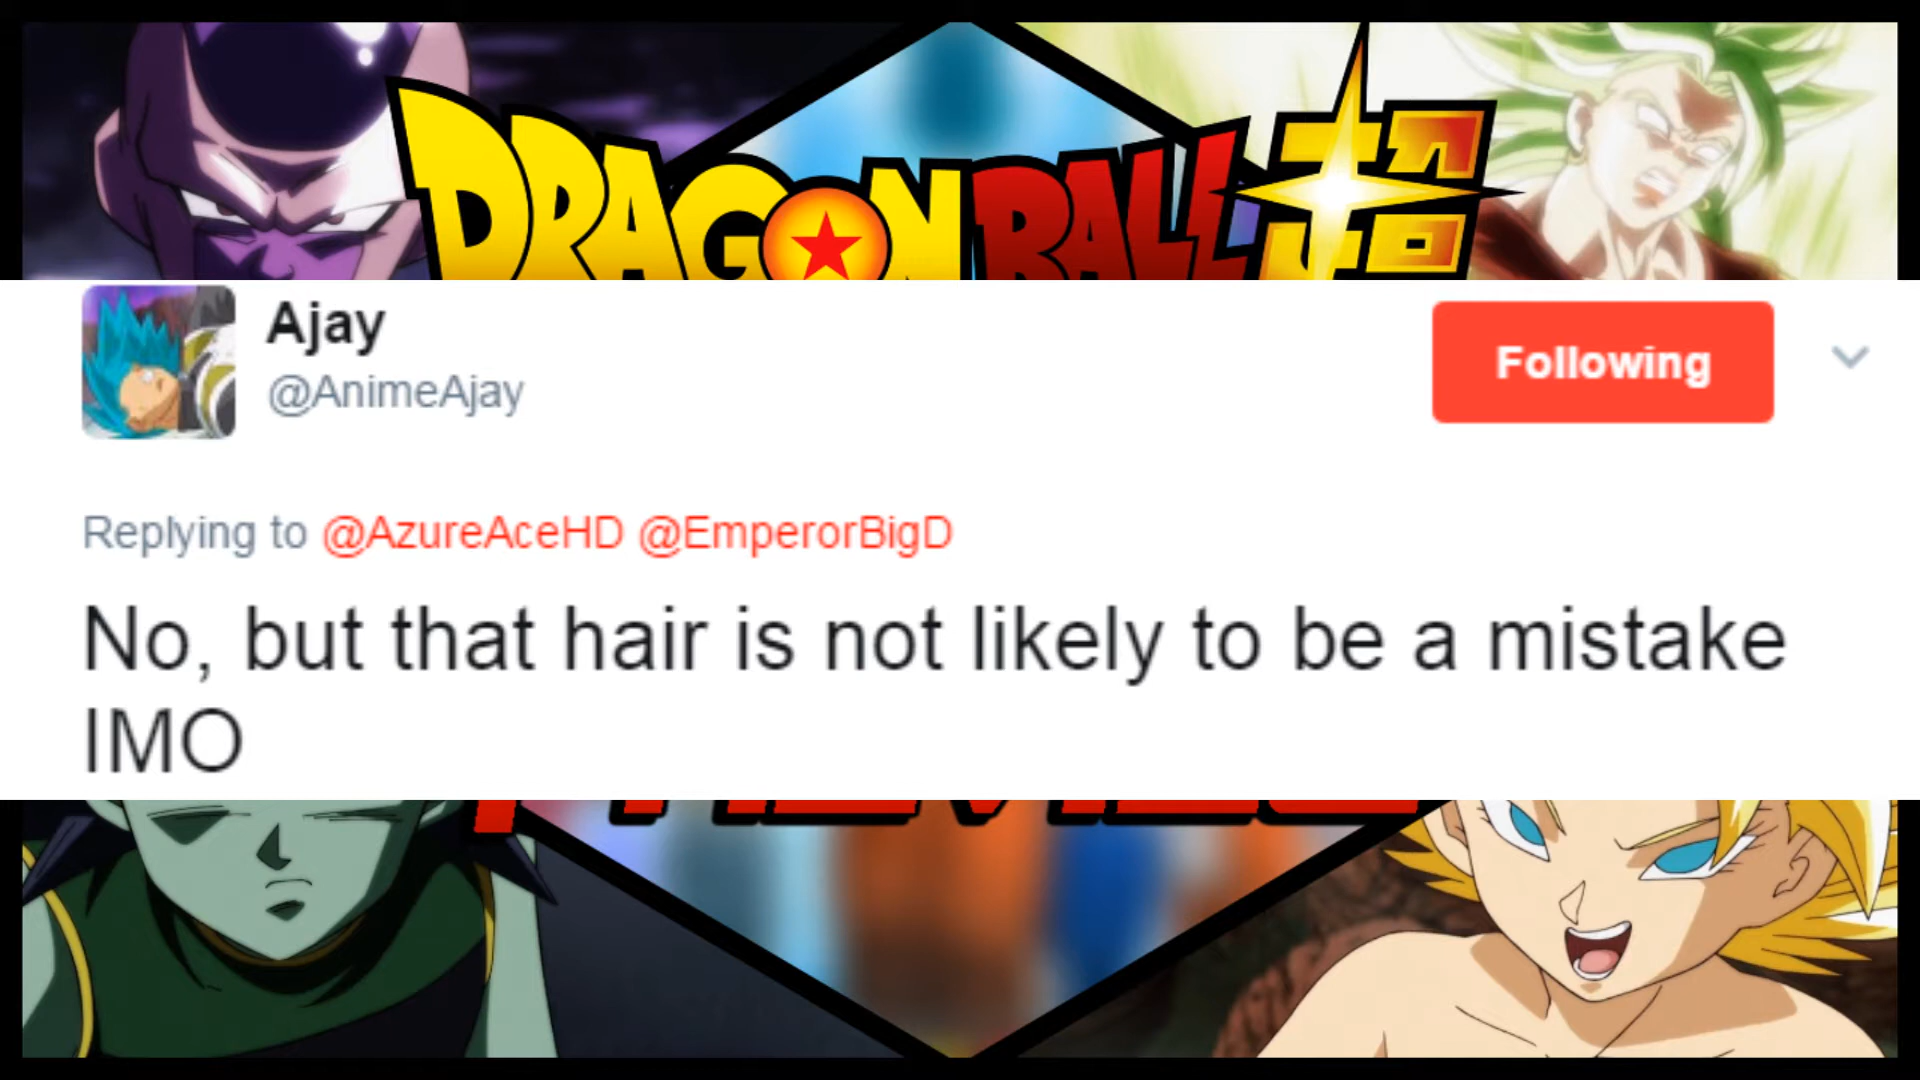 DRAGON BALL 超
Ajay
@AnimeAjay
Following
Replying to @AzureAceHD @EmperorBigD
No, but that hair is not likely to be a mistake
IMO